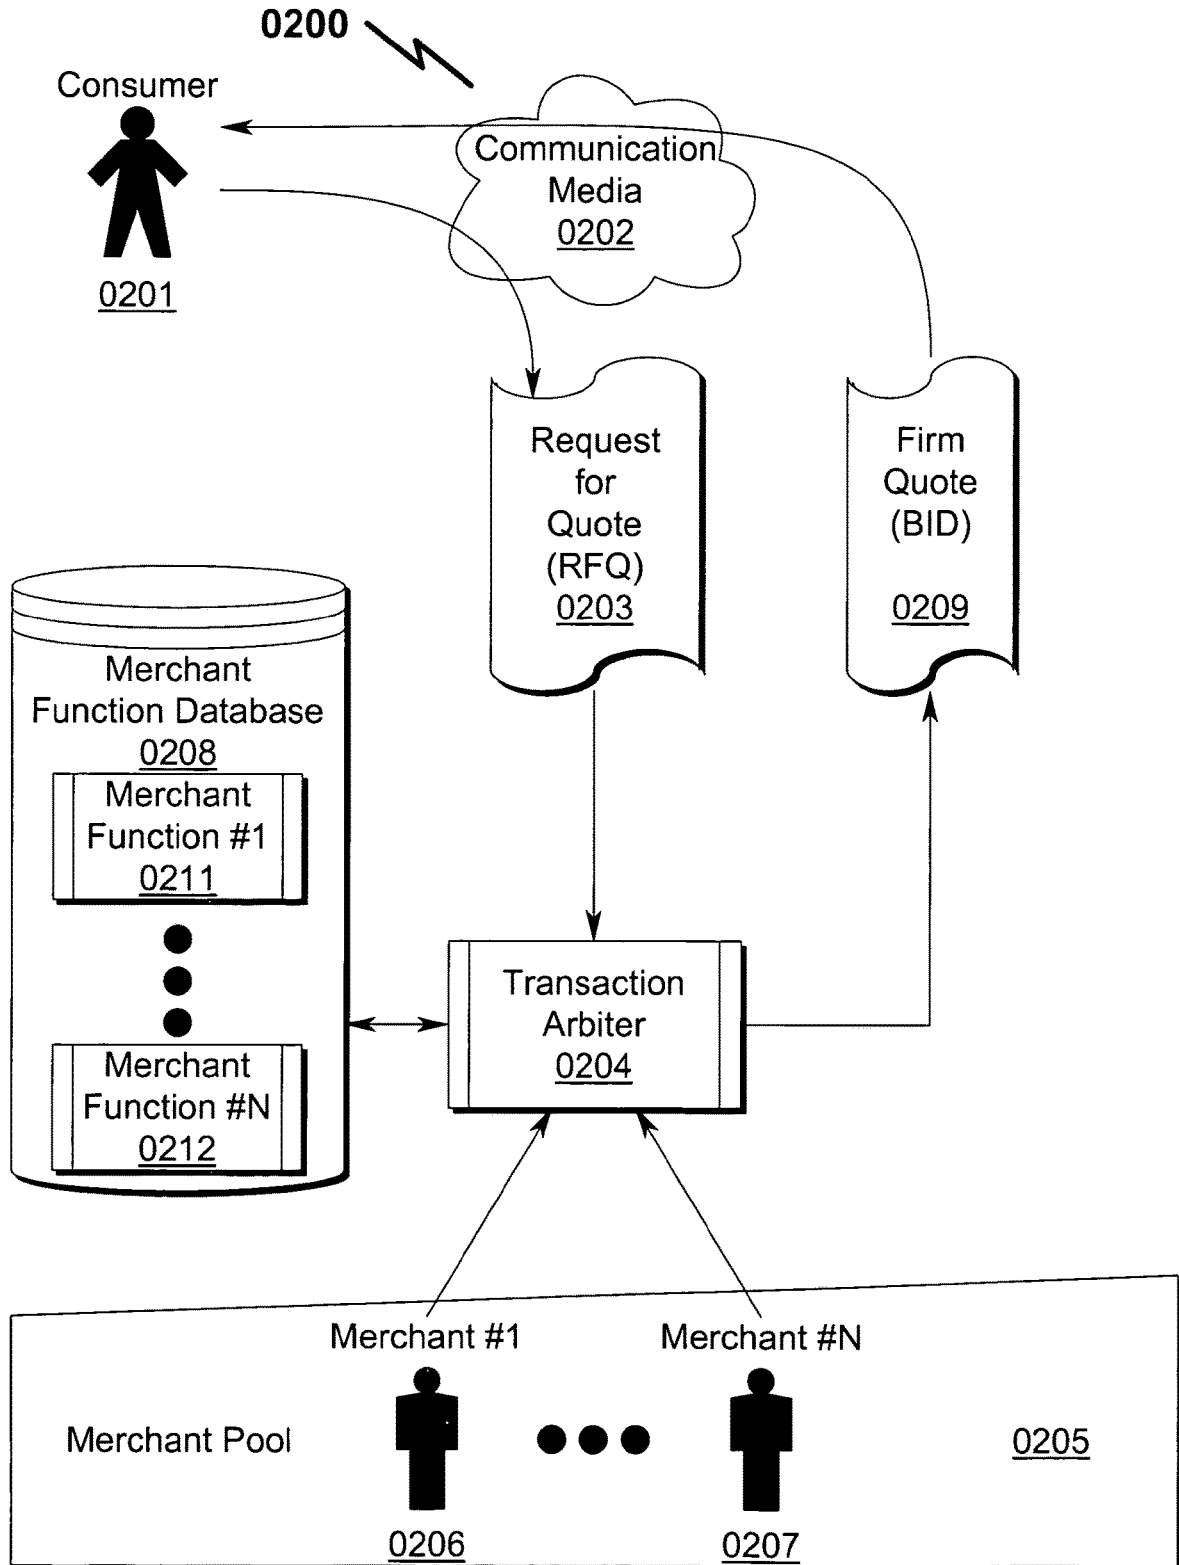 0200
Consumer
0201
Communication
Media
0202
Request
for
Quote
(RFQ)
0203
Firm
Quote
(BID)
0209
Merchant
Function Database
0208
Merchant
Function #1
0211
Merchant
Function #N
0212
Transaction
Arbiter
0204
Merchant #1
Merchant #N
Merchant Pool
0205
0206
0207